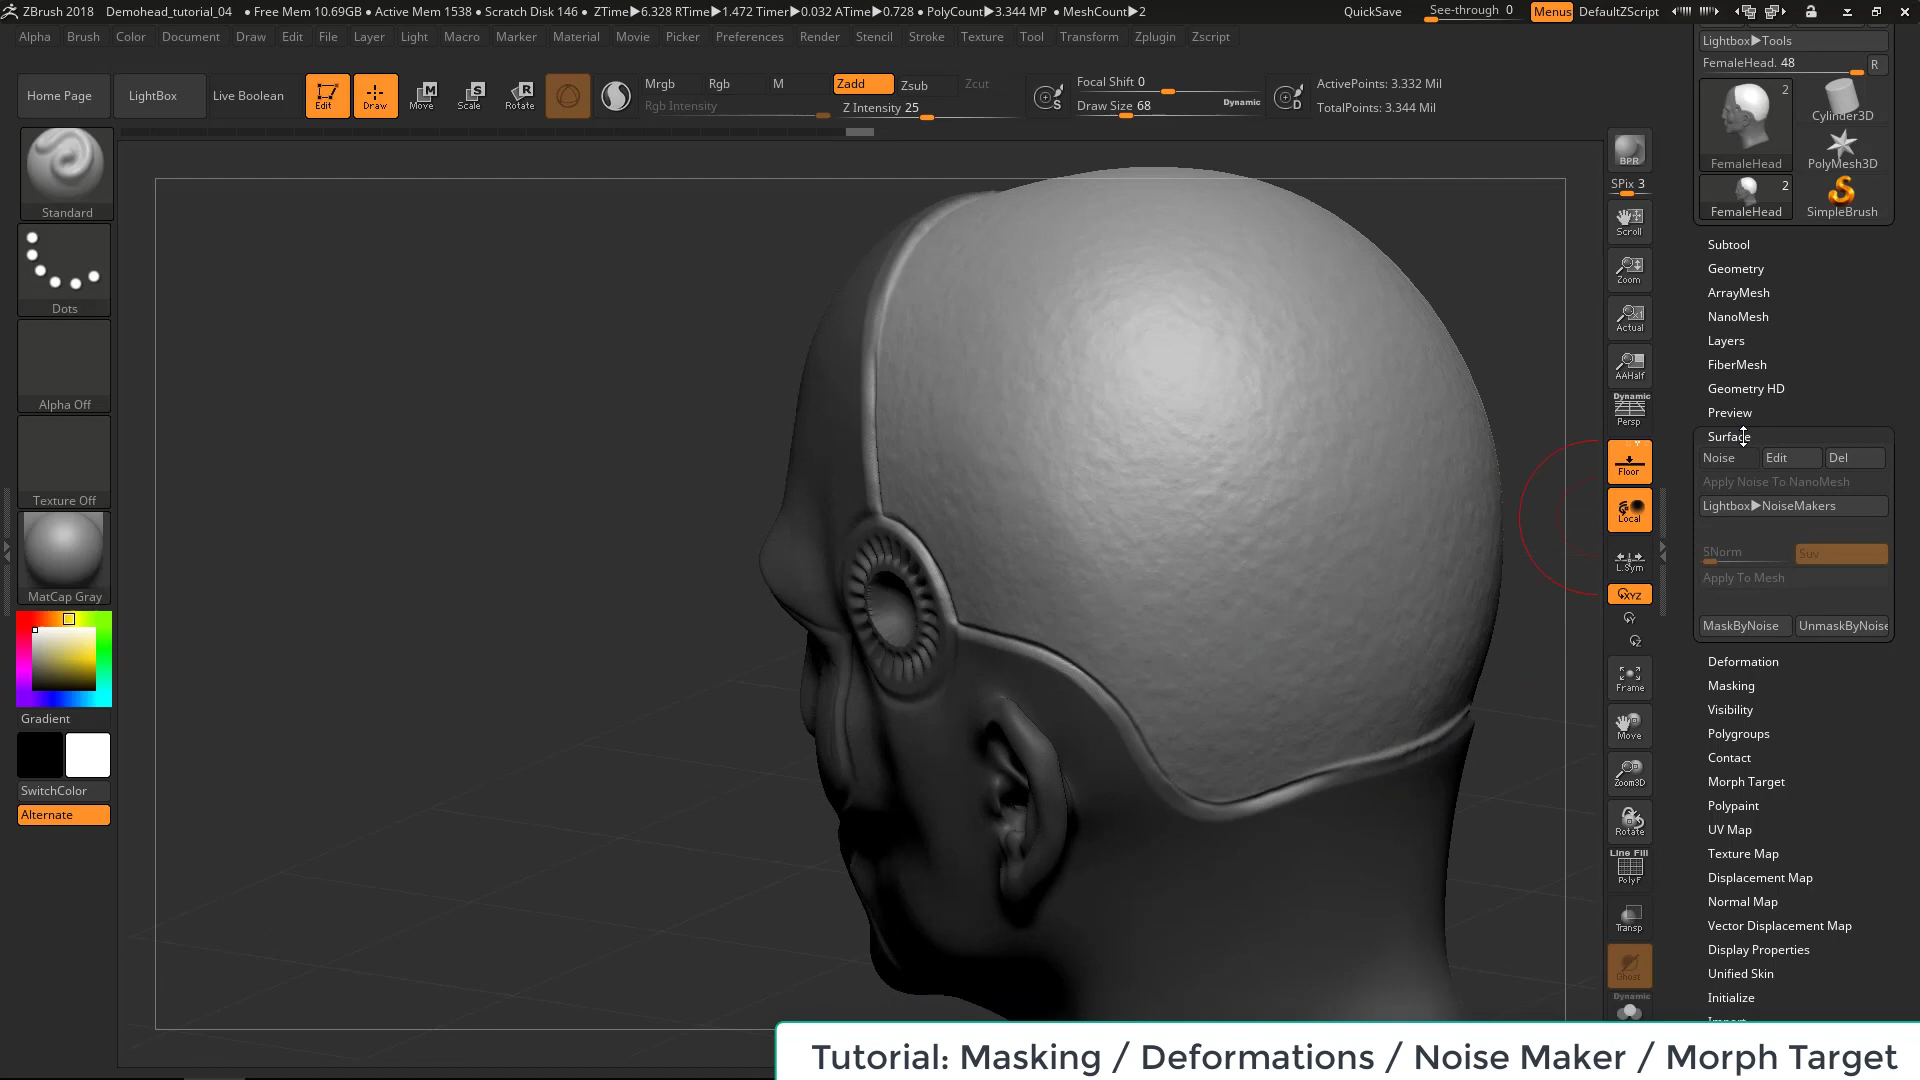 ZBrush 2018 Demohead_tutorial_04 ● Free Mem 10.69GB ● Active Mem 1538 ● Scratch Disk 146 ● ZTime▶6.328 RTime▶1.472 Timer▶0.032 ATime▶0.728 ● PolyCount▶3.344 MP ● MeshCount▶2 QuickSave See-through 0 Menus DefaultZScript
Alpha Brush Color Document Draw Edit File Layer Light Macro Marker Material Movie Picker Preferences Render Stencil Stroke Texture Tool Transform Zplugin Zscript
Home Page LightBox Live Boolean Edit Draw Move Scale Rotate
Mrgb Rgb M Zadd Zsub Zcut
Rgb Intensity Z Intensity 25
Focal Shift 0
Draw Size 68 Dynamic
ActivePoints: 3.332 Mil
TotalPoints: 3.344 Mil
Standard
Dots
Alpha Off
Texture Off
MatCap Gray
Gradient
SwitchColor
Alternate
BPR
SPix 3
Scroll
Zoom
Actual
AAHalf
Dynamic
Persp
Floor
Local
L.Sym
XYZ
Frame
Move
Zoom3D
Rotate
Line Fill
PolyF
Transp
Ghost
Dynamic
Lightbox▶Tools
FemaleHead. 48 R
2
FemaleHead Cylinder3D
PolyMesh3D
2
FemaleHead SimpleBrush
Subtool
Geometry
ArrayMesh
NanoMesh
Layers
FiberMesh
Geometry HD
Preview
Surface
Noise Edit Del
Apply Noise To NanoMesh
Lightbox▶NoiseMakers
SNorm Suv
Apply To Mesh
MaskByNoise UnmaskByNoise
Deformation
Masking
Visibility
Polygroups
Contact
Morph Target
Polypaint
UV Map
Texture Map
Displacement Map
Normal Map
Vector Displacement Map
Display Properties
Unified Skin
Initialize
Tutorial: Masking / Deformations / Noise Maker / Morph Target